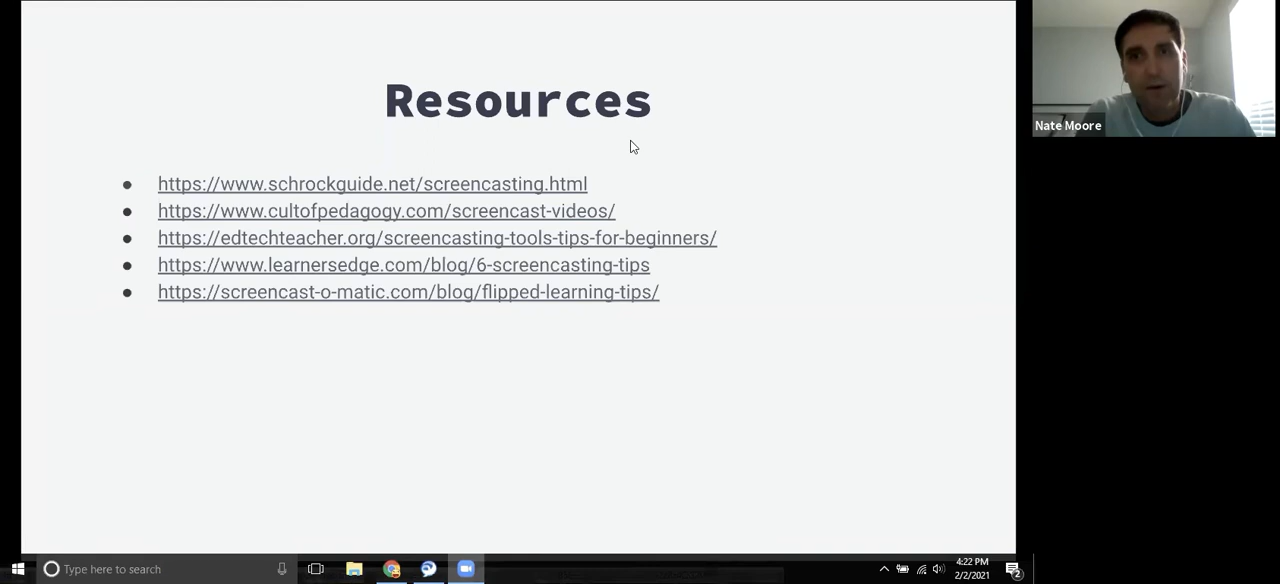 Resources
https://www.schrockguide.net/screencasting.html
https://www.cultofpedagogy.com/screencast-videos/
https://edtechteacher.org/screencasting-tools-tips-for-beginners/
https://www.learnersedge.com/blog/6-screencasting-tips
https://screencast-o-matic.com/blog/flipped-learning-tips/
Nate Moore
Type here to search
4:22 PM
2/2/2021
2